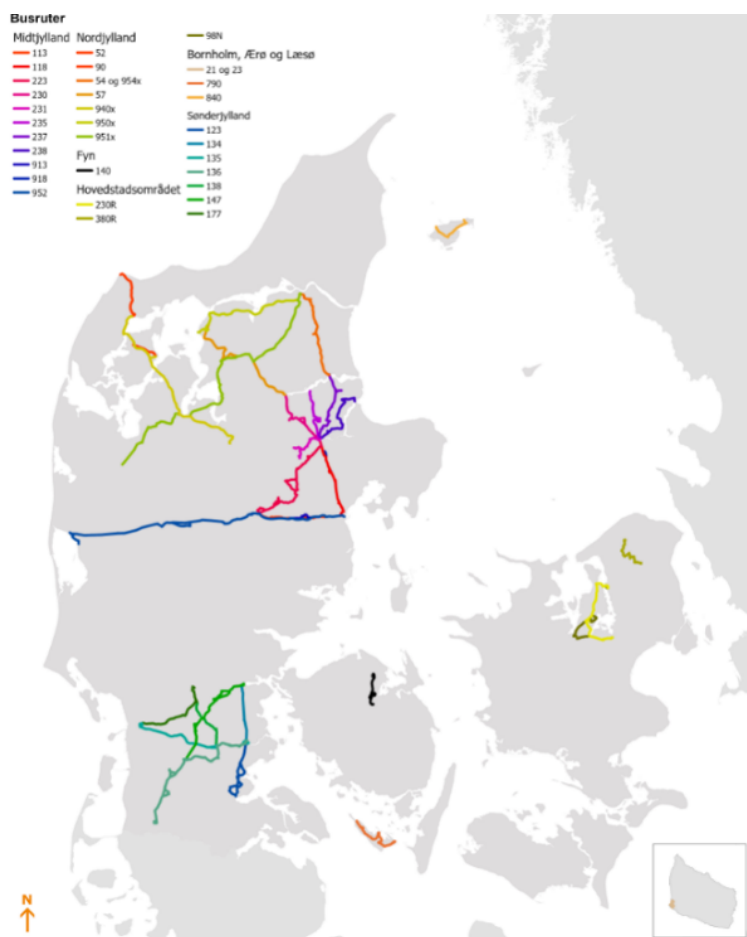 Busruter
Midtjylland
113
118
223
230
231
235
237
238
913
918
952
Nordjylland
52
90
54 og 954x
57
940x
950x
951x
Fyn
140
Hovedstadsområdet
230R
380R
98N
Bornholm, Ærø og Læsø
21 og 23
790
840
Sønderjylland
123
134
135
136
138
147
177
N